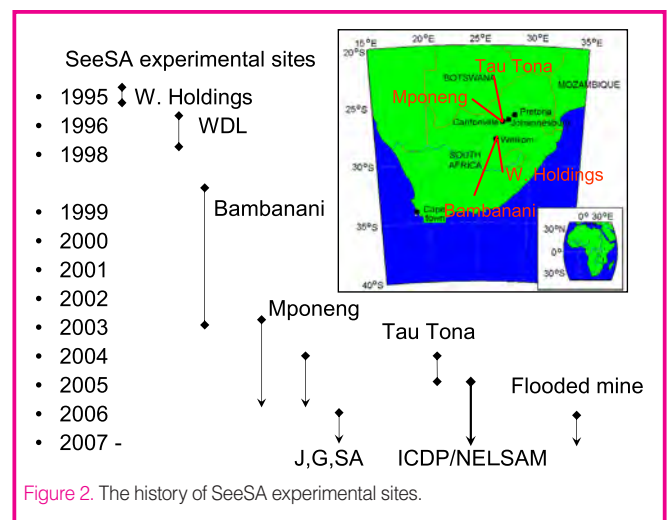 SeeSA experimental sites
• 1995 W. Holdings
• 1996 WDL
• 1998
Bambanani
• 1999
• 2000
• 2001
• 2002
Mponeng
• 2003
Tau Tona
• 2004
• 2005
Flooded mine
• 2006
• 2007 -
J,G,SA ICDP/NELSAM
15°E 20°E 25°E 30°E 35°E
20°S
Tau Tona
BOTSWANA
MOZAMBIQUE
Mponeng
25°S
Pretoria
Carltonville Johannesburg
Welkom
SOUTH
AFRICA
30°S
W. Holdings
Bambanani
Cape
town
35°S
40°S
0° 30°E
30°N
0°
30°S
Figure 2. The history of SeeSA experimental sites.